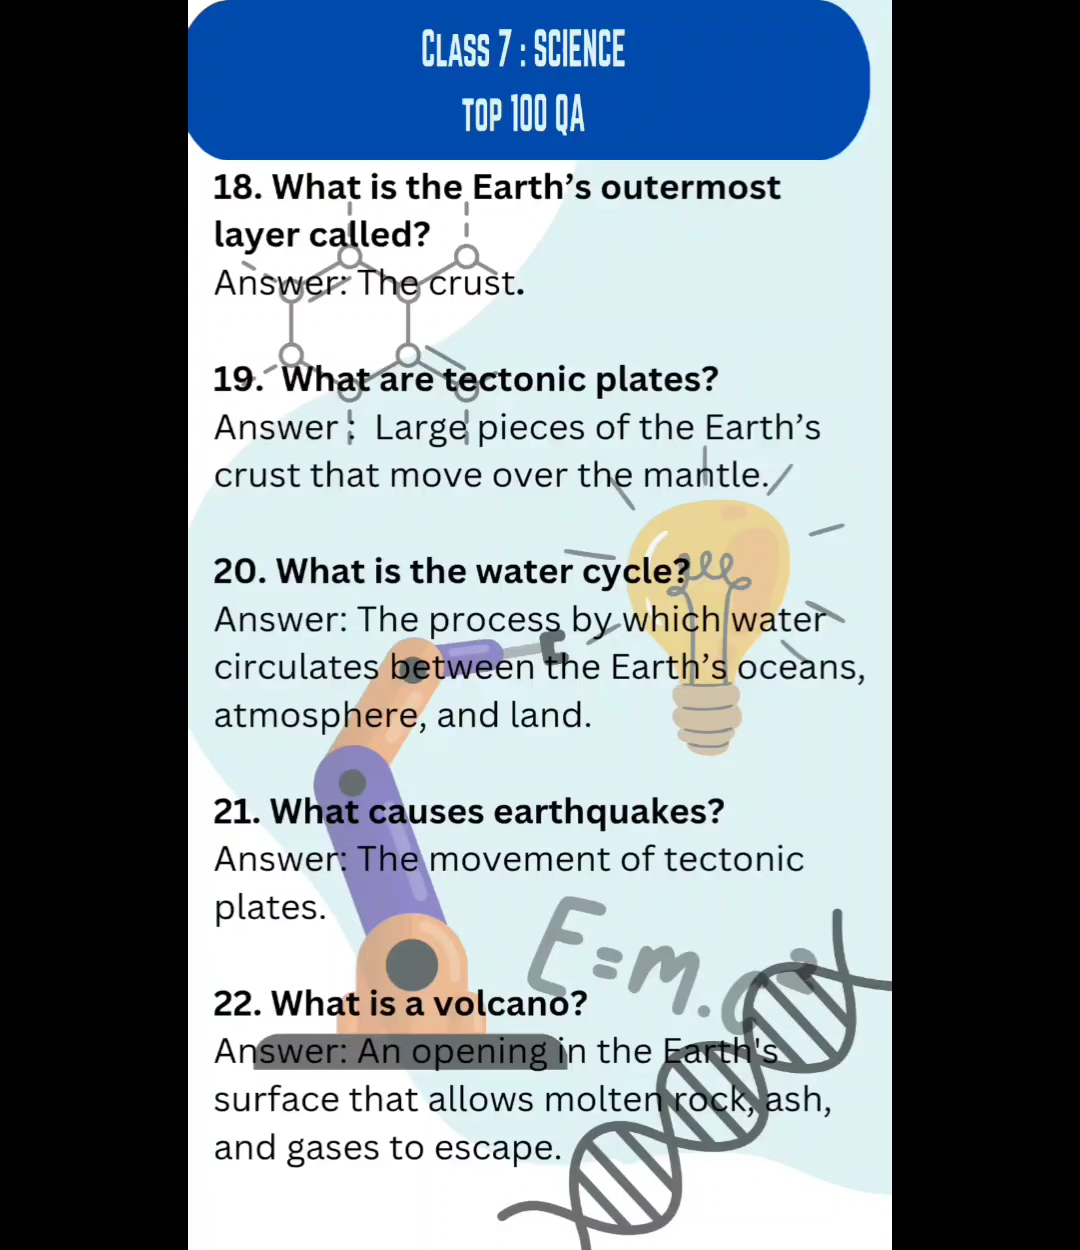 CLASS 7 : SCIENCE
TOP 100 QA
18. What is the Earth’s outermost
layer called?
Answer: The crust.
19. What are tectonic plates?
Answer : Large pieces of the Earth’s
crust that move over the mantle.
20. What is the water cycle?
Answer: The process by which water
circulates between the Earth’s oceans,
atmosphere, and land.
21. What causes earthquakes?
Answer: The movement of tectonic
plates.
E=m.c
22. What is a volcano?
Answer: An opening in the Earth's
surface that allows molten rock, ash,
and gases to escape.